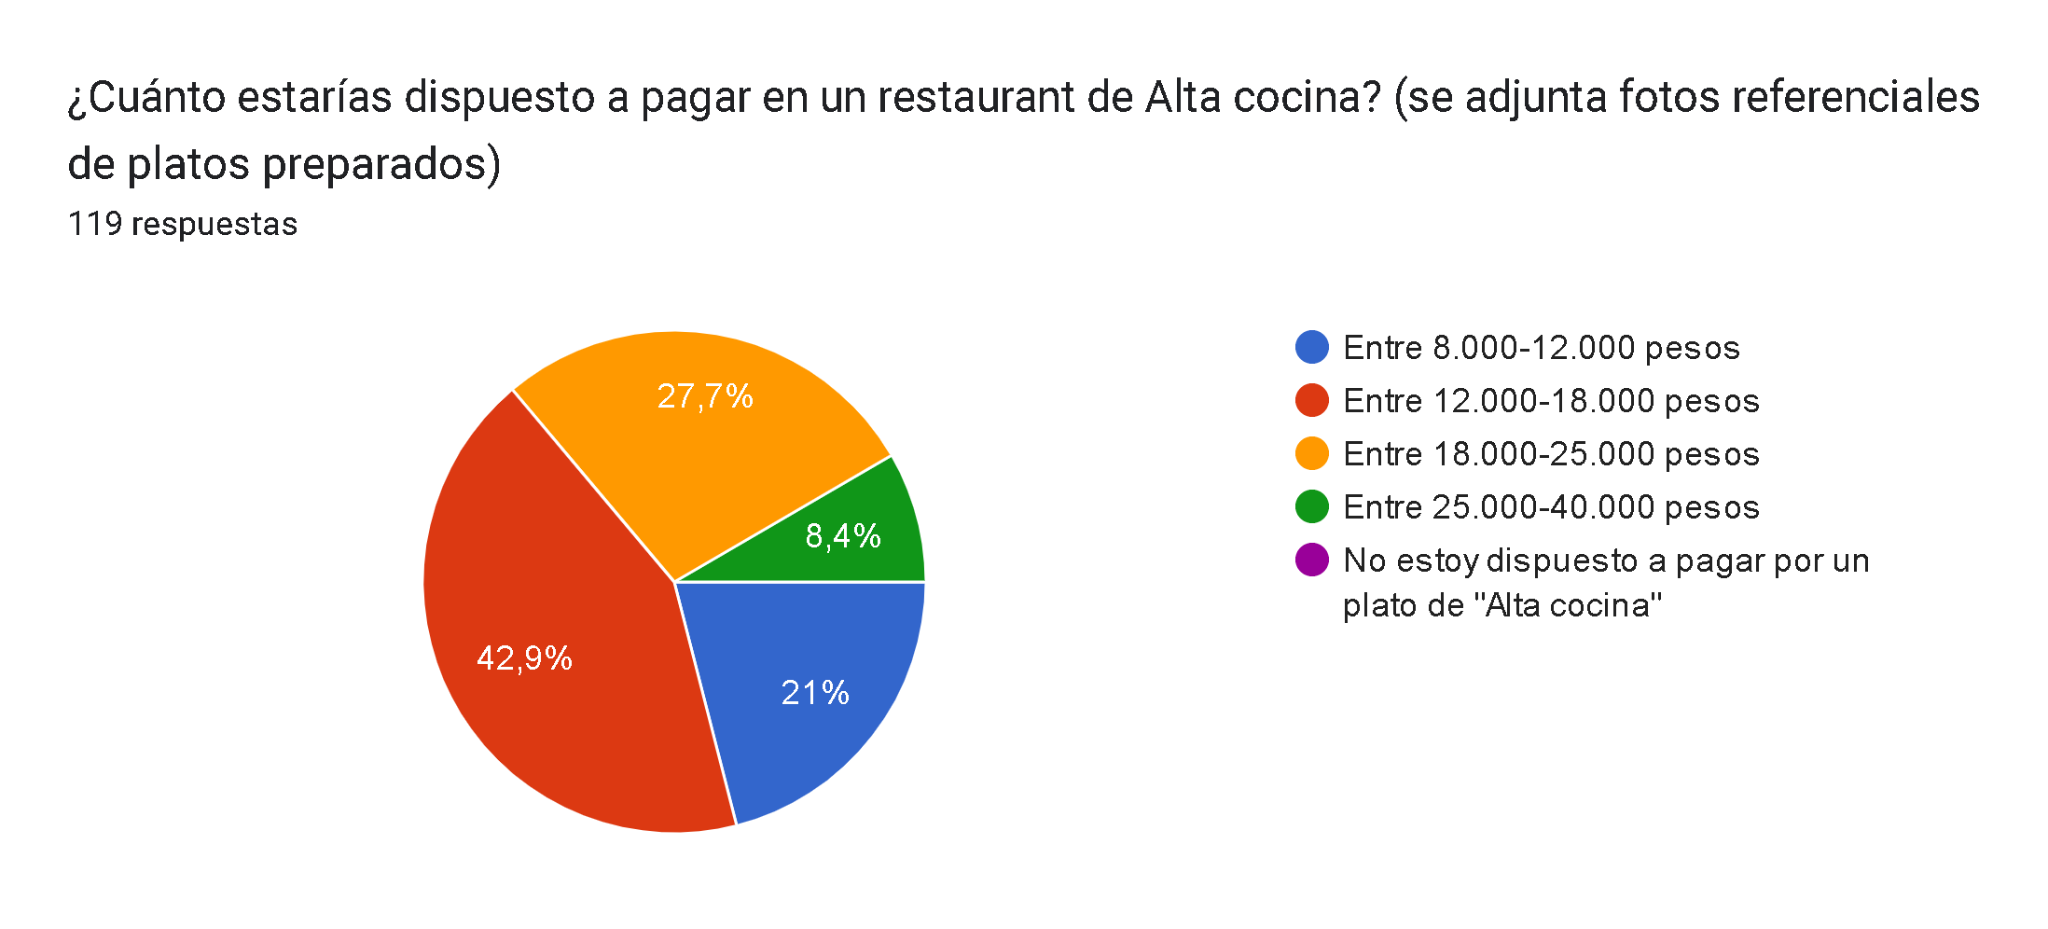 ¿Cuánto estarías dispuesto a pagar en un restaurant de Alta cocina? (se adjunta fotos referenciales
de platos preparados)
119 respuestas
27,7%
8,4%
42,9%
21%
Entre 8.000-12.000 pesos
Entre 12.000-18.000 pesos
Entre 18.000-25.000 pesos
Entre 25.000-40.000 pesos
No estoy dispuesto a pagar por un
plato de "Alta cocina"